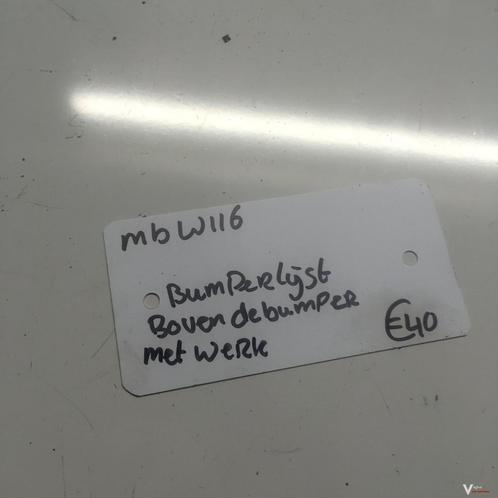 mb W116
Bumperlijst
Boven de bumper
met werk
€40